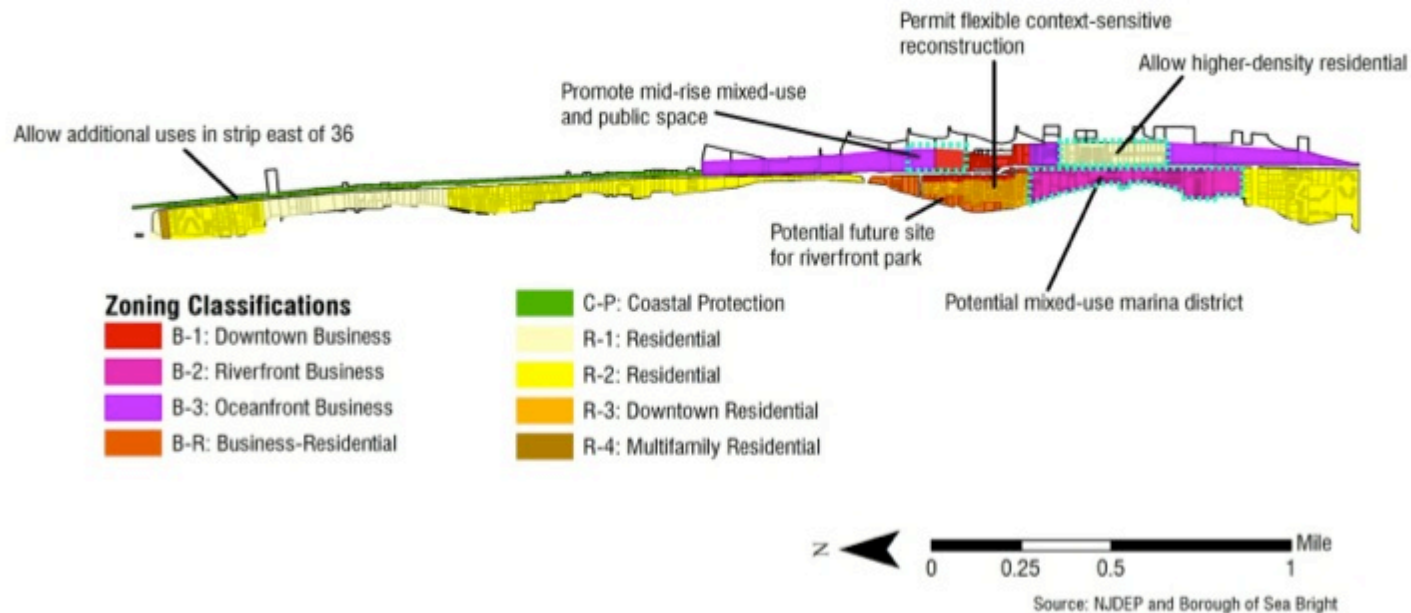 Permit flexible context-sensitive
reconstruction
Allow higher-density residential
Promote mid-rise mixed-use
and public space
Allow additional uses in strip east of 36
Potential future site
for riverfront park
Potential mixed-use marina district
Zoning Classifications
B-1: Downtown Business
B-2: Riverfront Business
B-3: Oceanfront Business
B-R: Business-Residential
C-P: Coastal Protection
R-1: Residential
R-2: Residential
R-3: Downtown Residential
R-4: Multifamily Residential
N
Mile
0 0.25 0.5 1
Source: NJDEP and Borough of Sea Bright